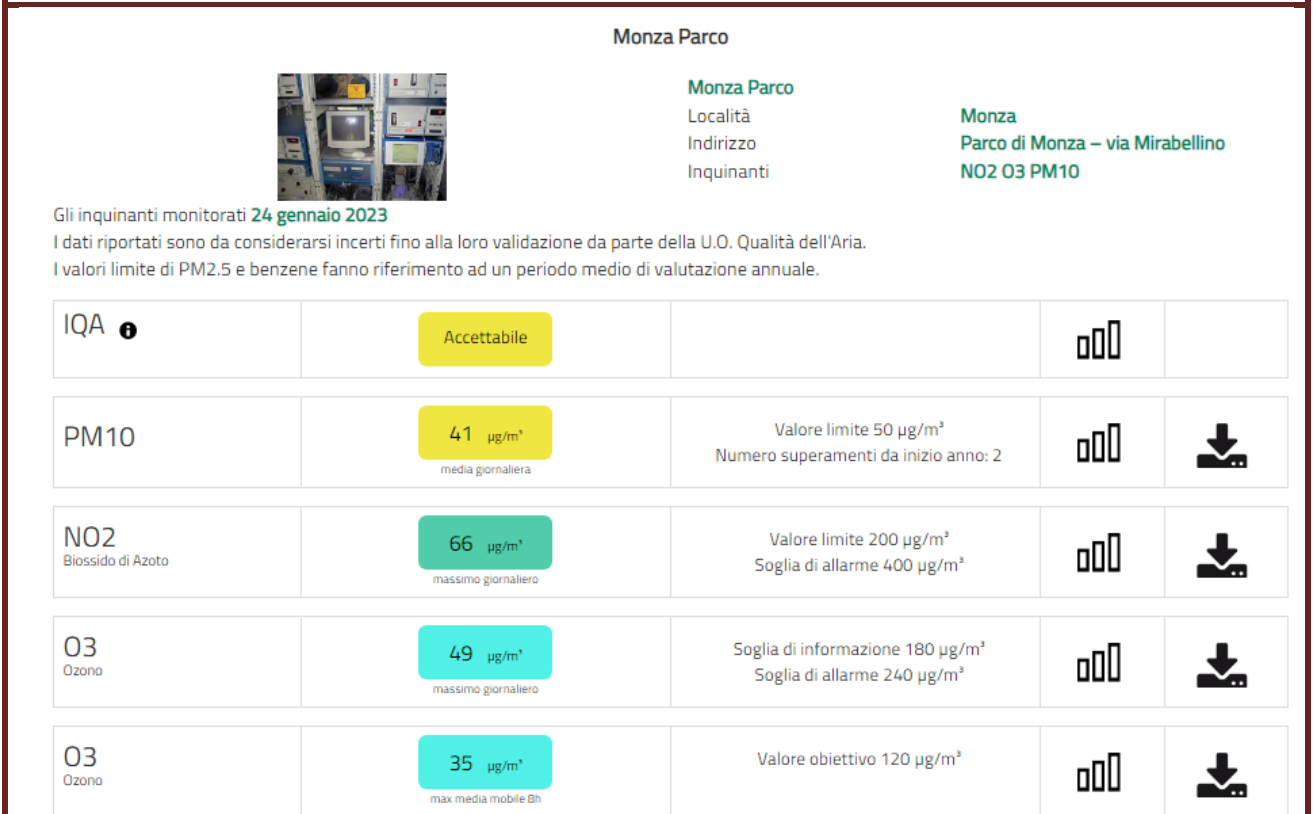 Monza Parco
Monza Parco
Località Monza
Indirizzo Parco di Monza – via Mirabellino
Inquinanti NO2 O3 PM10
Gli inquinanti monitorati 24 gennaio 2023
I dati riportati sono da considerarsi incerti fino alla loro validazione da parte della U.O. Qualità dell'Aria.
I valori limite di PM2.5 e benzene fanno riferimento ad un periodo medio di valutazione annuale.
IQA
Accettabile
PM10
41 µg/m³
media giornaliera
Valore limite 50 µg/m³
Numero superamenti da inizio anno: 2
NO2
Biossido di Azoto
66 µg/m³
massimo giornaliero
Valore limite 200 µg/m³
Soglia di allarme 400 µg/m³
O3
Ozono
49 µg/m³
massimo giornaliero
Soglia di informazione 180 µg/m³
Soglia di allarme 240 µg/m³
O3
Ozono
35 µg/m³
max media mobile 8h
Valore obiettivo 120 µg/m³